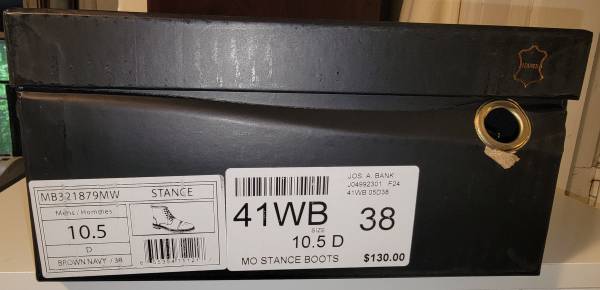 MB321879MW STANCE
Mens / Hommes
10.5
D
BROWN NAVY / 38
JOS. A. BANK
J04992301 F24
41WB 05D38
41WB 38
SIZE
10.5 D
MO STANCE BOOTS $130.00